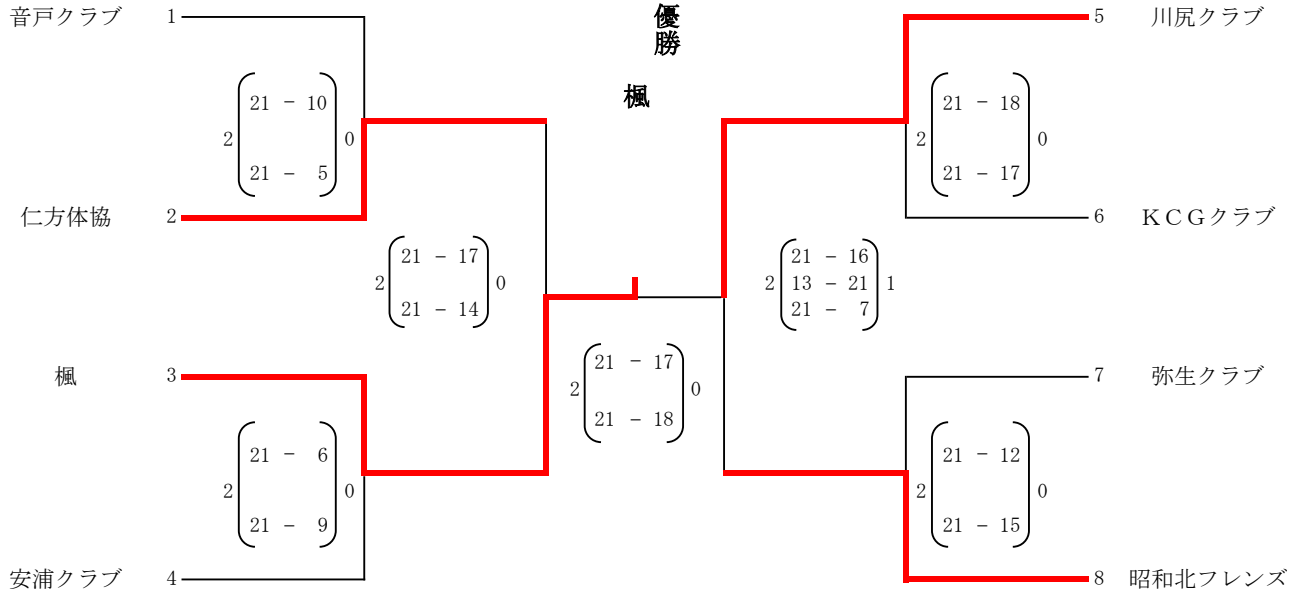 優勝
楓
音戸クラブ 1
2 21 － 10 0
21 － 5
仁方体協 2
2 21 － 17 0
21 － 14
楓 3
2 21 － 6 0
21 － 9
安浦クラブ 4
2 21 － 17 0
21 － 18
5 川尻クラブ
2 21 － 18 0
21 － 17
6 ＫＣＧクラブ
21 － 16
2 13 － 21 1
21 － 7
7 弥生クラブ
2 21 － 12 0
21 － 15
8 昭和北フレンズ